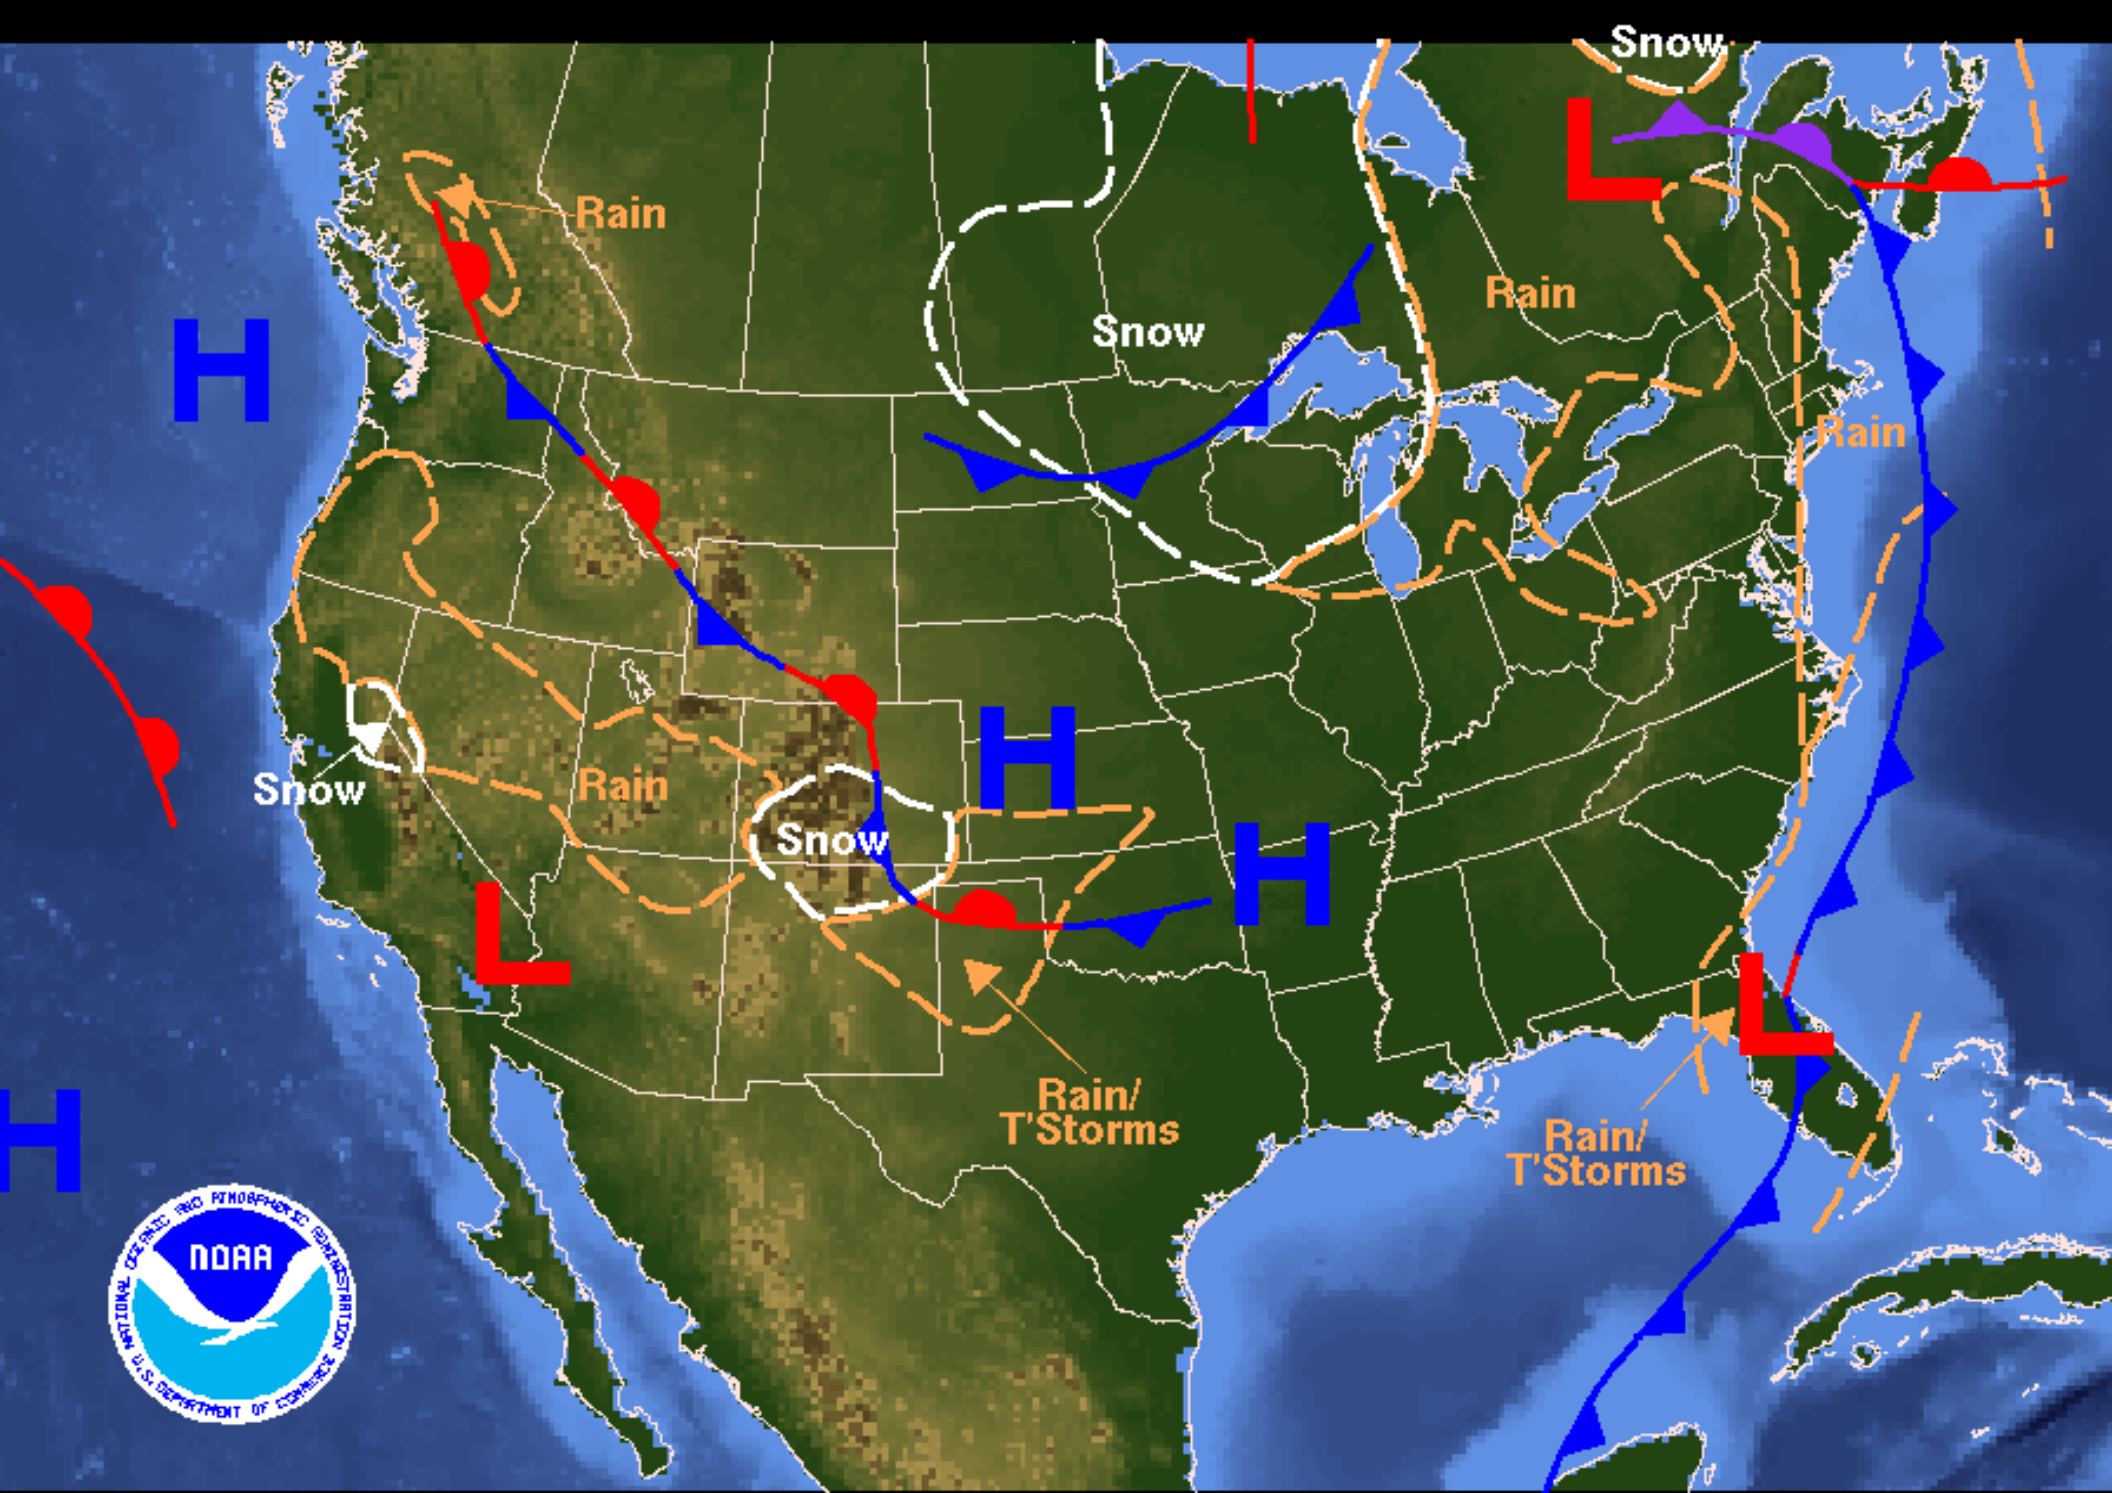 Snow
Rain
Rain
H
L
Snow
Rain
H
Snow
Rain
Snow
H
H
L
L
Rain/
T'Storms
Rain/
T'Storms
H
NATIONAL OCEANIC AND ATMOSPHERIC ADMINISTRATION
NOAA
U.S. DEPARTMENT OF COMMERCE